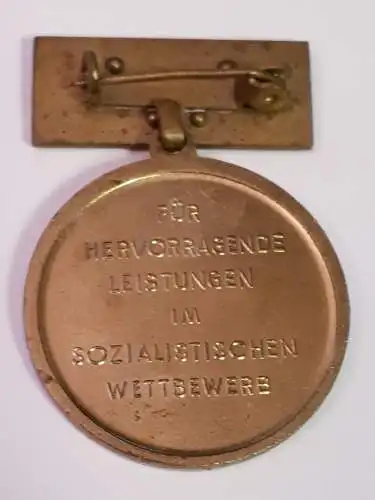 FÜR
HERVORRAGENDE
LEISTUNGEN
IM
SOZIALISTISCHEN
WETTBEWERB